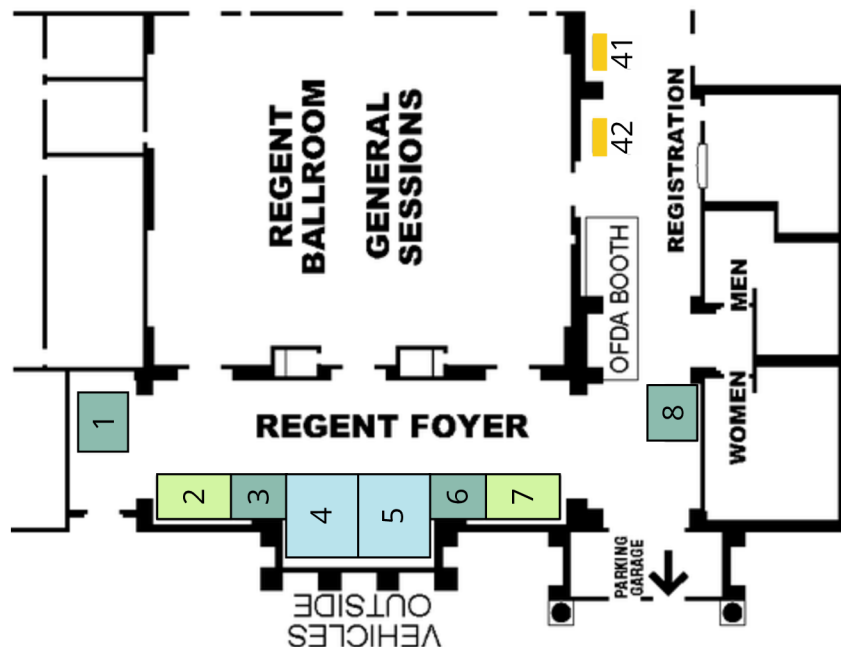 REGENT
BALLROOM
GENERAL
SESSIONS
41
42
REGISTRATION
OFDA BOOTH
MEN
WOMEN
REGENT FOYER
1
2
3
4
5
6
7
8
PARKING
GARAGE
VEHICLES
OUTSIDE